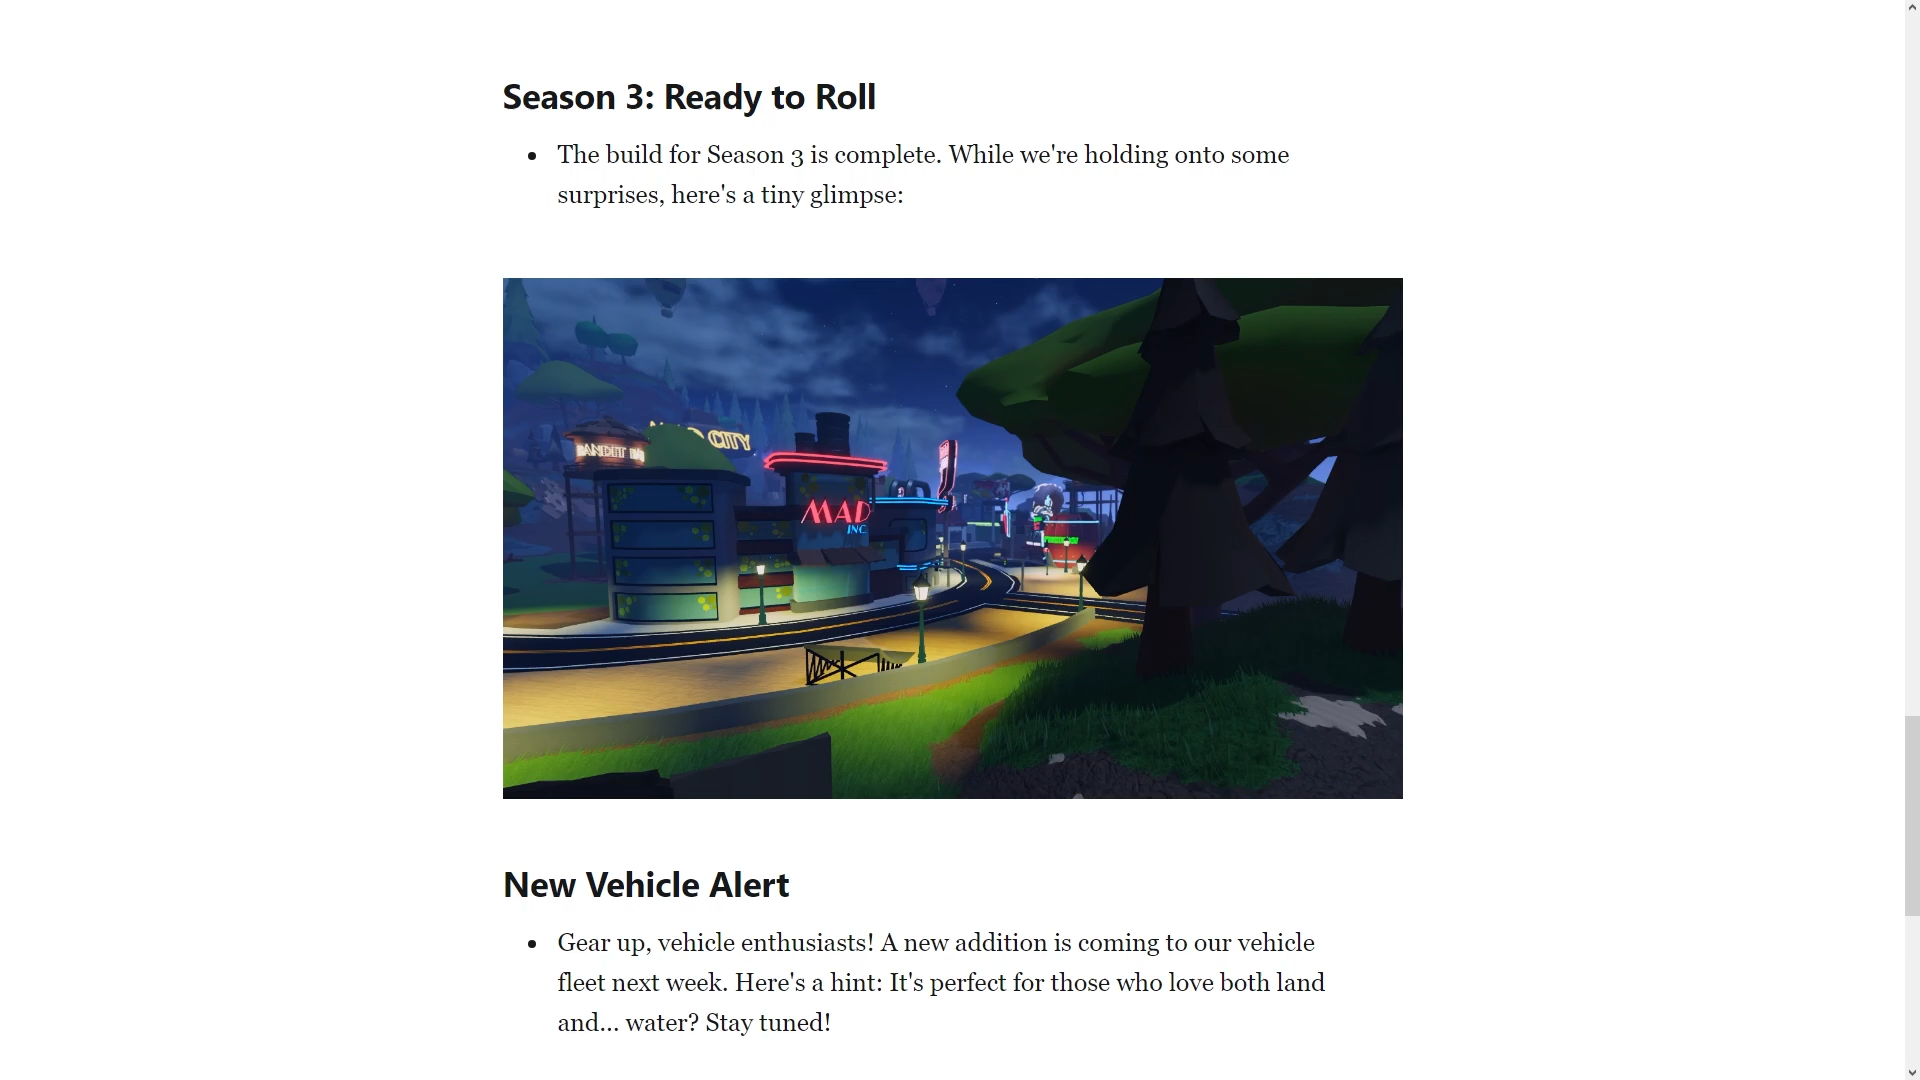 Season 3: Ready to Roll
The build for Season 3 is complete. While we're holding onto some
surprises, here's a tiny glimpse:
CITY
BANDIT
MAD
INC
New Vehicle Alert
Gear up, vehicle enthusiasts! A new addition is coming to our vehicle
fleet next week. Here's a hint: It's perfect for those who love both land
and... water? Stay tuned!